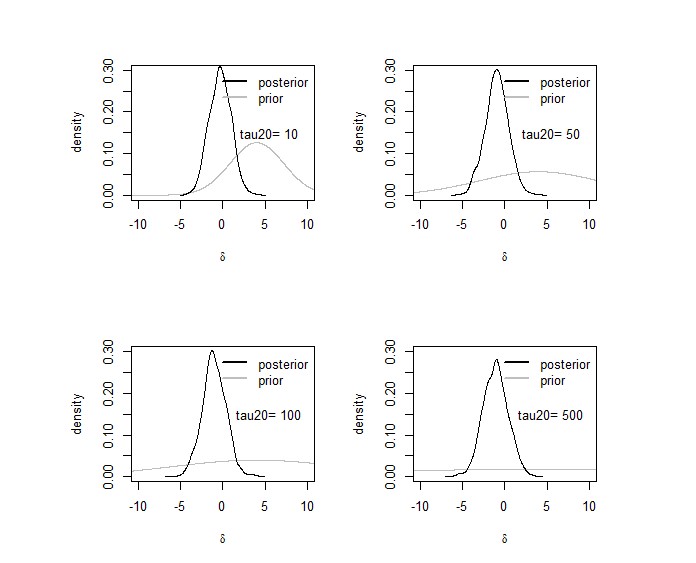 0.30
0.20
0.10
0.00
density
posterior
prior
tau20= 10
-10 -5 0 5 10
δ
0.30
0.20
0.10
0.00
density
posterior
prior
tau20= 50
-10 -5 0 5 10
δ
0.30
0.20
0.10
0.00
density
posterior
prior
tau20= 100
-10 -5 0 5 10
δ
0.30
0.20
0.10
0.00
density
posterior
prior
tau20= 500
-10 -5 0 5 10
δ